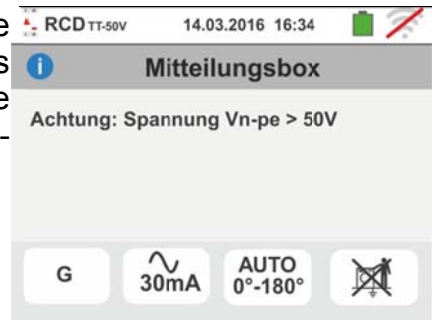 e
s
e
-
RCD TT-50V 14.03.2016 16:34
i Mitteilungsbox
Achtung: Spannung Vn-pe > 50V
G 30mA AUTO 0°-180°